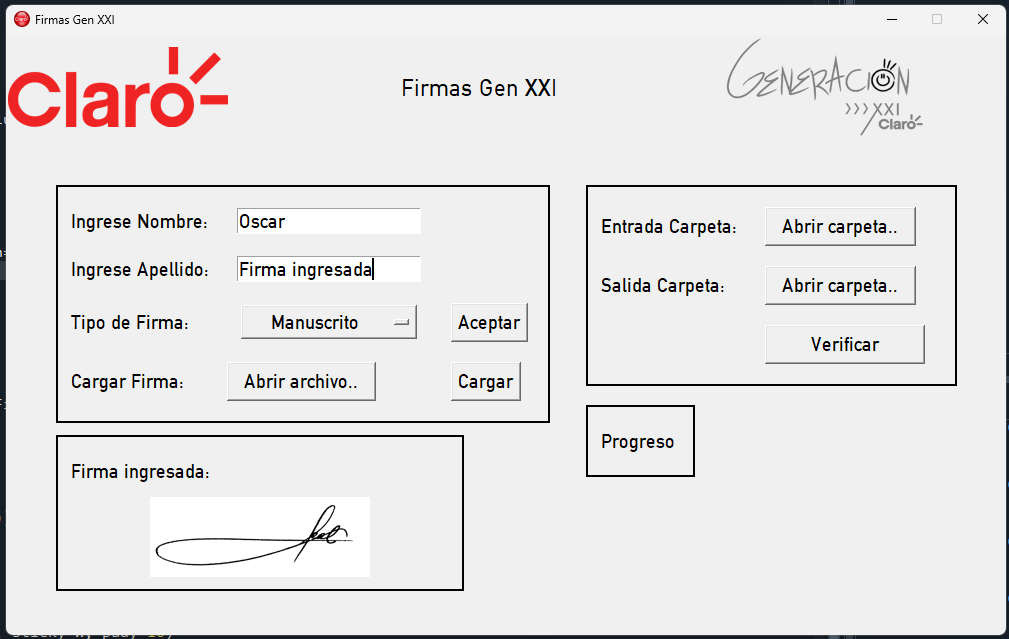 Firmas Gen XXI
Claro
Firmas Gen XXI
GENERACIÓN
>>>XXI
Claro
Ingrese Nombre: Oscar
Ingrese Apellido: Firma ingresada
Tipo de Firma: Manuscrito Aceptar
Cargar Firma: Abrir archivo.. Cargar
Firma ingresada:
Entrada Carpeta: Abrir carpeta..
Salida Carpeta: Abrir carpeta..
Verificar
Progreso